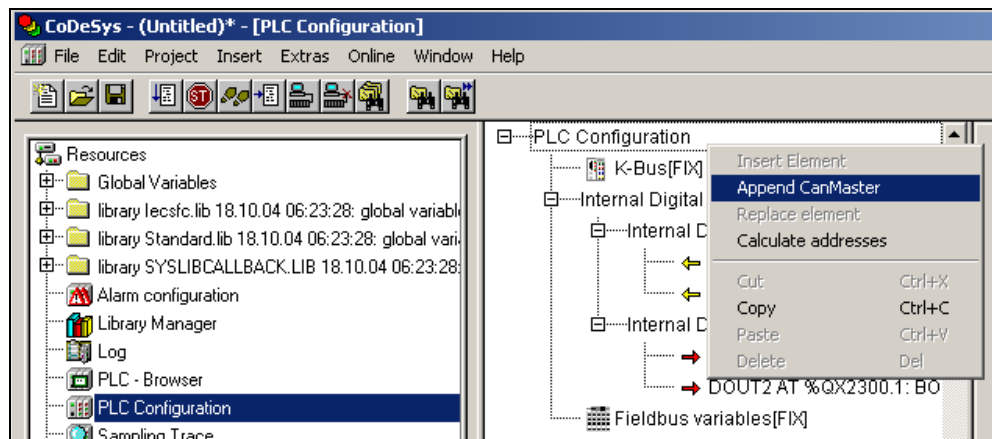 CoDeSys - (Untitled)* - [PLC Configuration]
File Edit Project Insert Extras Online Window Help
Resources
Global Variables
library Iecsfc.lib 18.10.04 06:23:28: global variabl
library Standard.lib 18.10.04 06:23:28: global vari
library SYSLIBCALLBACK.LIB 18.10.04 06:23:28:
Alarm configuration
Library Manager
Log
PLC - Browser
PLC Configuration
Sampling Trace
PLC Configuration
K-Bus[FIX]
Internal Digital
Internal D
Internal D
DOUT2 AT %QX2300.1: BO
Fieldbus variables[FIX]
Insert Element
Append CanMaster
Replace element
Calculate addresses
Cut Ctrl+X
Copy Ctrl+C
Paste Ctrl+V
Delete Del